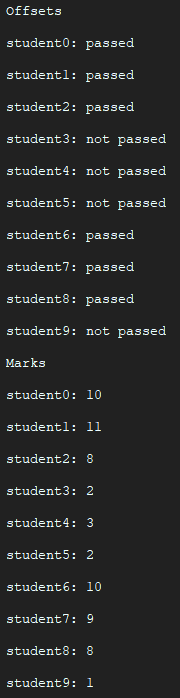 Offsets
student0: passed
student1: passed
student2: passed
student3: not passed
student4: not passed
student5: not passed
student6: passed
student7: passed
student8: passed
student9: not passed
Marks
student0: 10
student1: 11
student2: 8
student3: 2
student4: 3
student5: 2
student6: 10
student7: 9
student8: 8
student9: 1